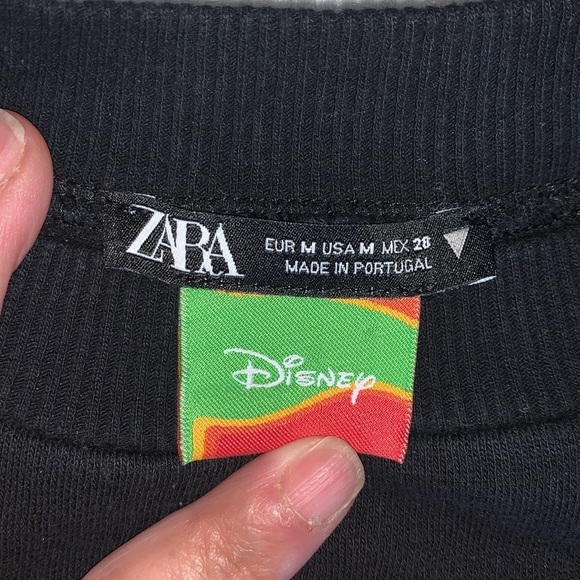 ZARA
EUR M USA M MEX 28
MADE IN PORTUGAL
Disney